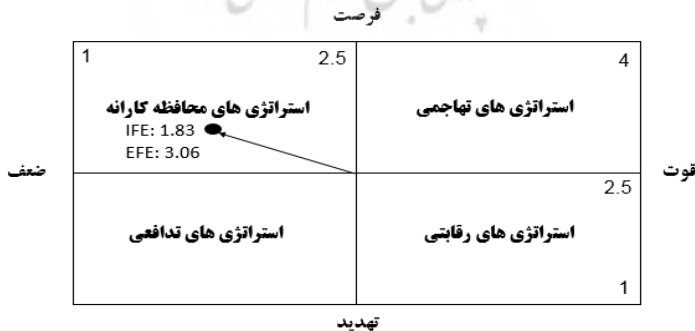 فرصت
1
2.5
4
استراتژی های محافظه کارانه
استراتژی های تهاجمی
IFE: 1.83
EFE: 3.06
ضعف
قوت
2.5
استراتژی های تدافعی
استراتژی های رقابتی
1
تهدید